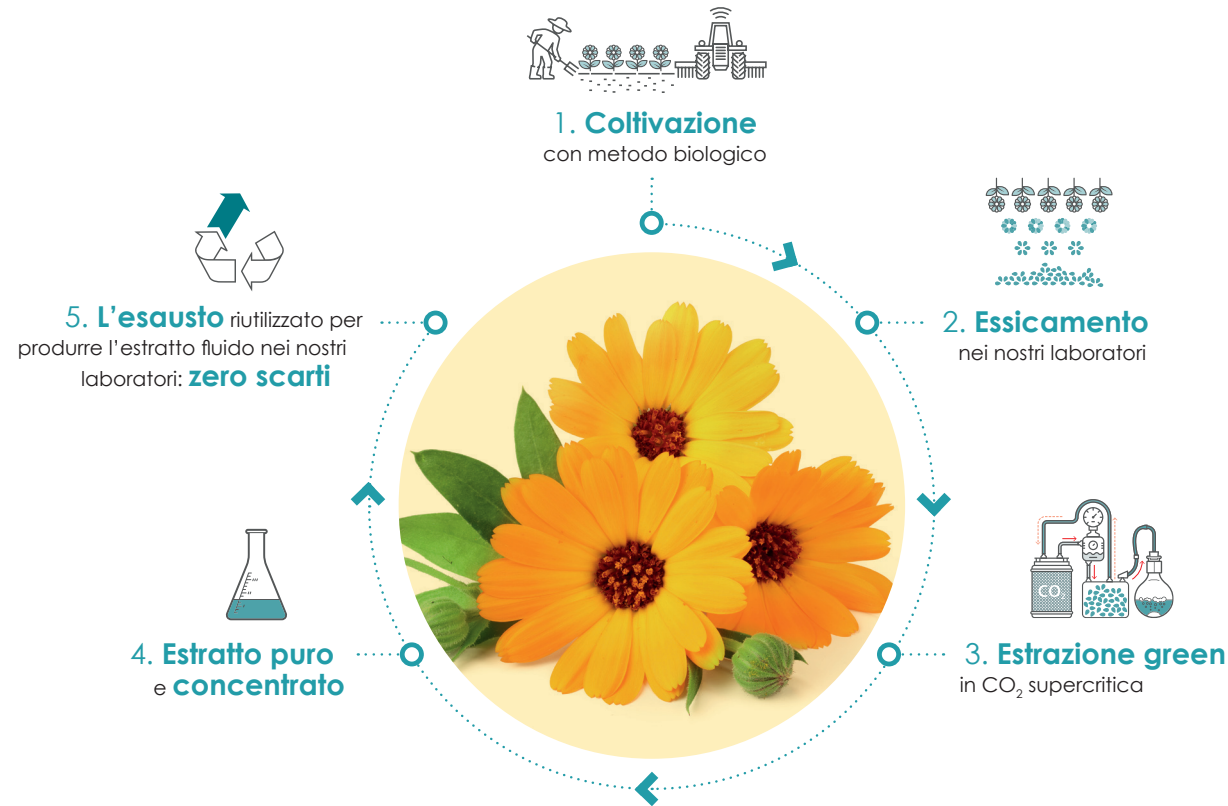 1. Coltivazione
con metodo biologico
2. Essicamento
nei nostri laboratori
CO₂
3. Estrazione green
in CO₂ supercritica
4. Estratto puro
e concentrato
5. L’esausto riutilizzato per
produrre l’estratto fluido nei nostri
laboratori: zero scarti